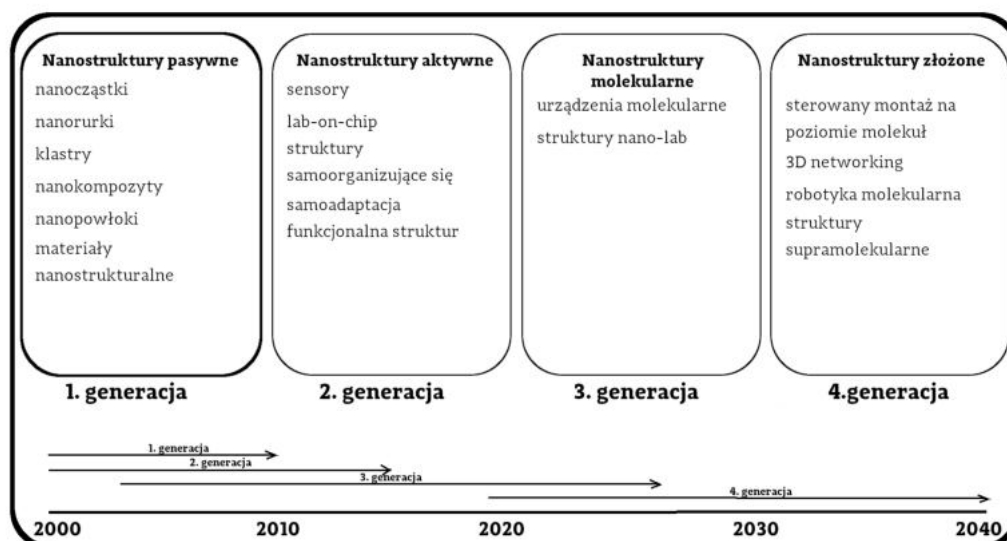 Nanostruktury pasywne
nanocząstki
nanorurki
klastry
nanokompozyty
nanopowłoki
materiały
nanostrukturalne
Nanostruktury aktywne
sensory
lab-on-chip
struktury
samoorganizujące się
samoadaptacja
funkcjonalna struktur
Nanostruktury
molekularne
urządzenia molekularne
struktury nano-lab
Nanostruktury złożone
sterowany montaż na
poziomie molekuł
3D networking
robotyka molekularna
struktury
supramolekularne
1. generacja
2. generacja
3. generacja
4.generacja
1. generacja
2. generacja
3. generacja
4. generacja
2000
2010
2020
2030
2040